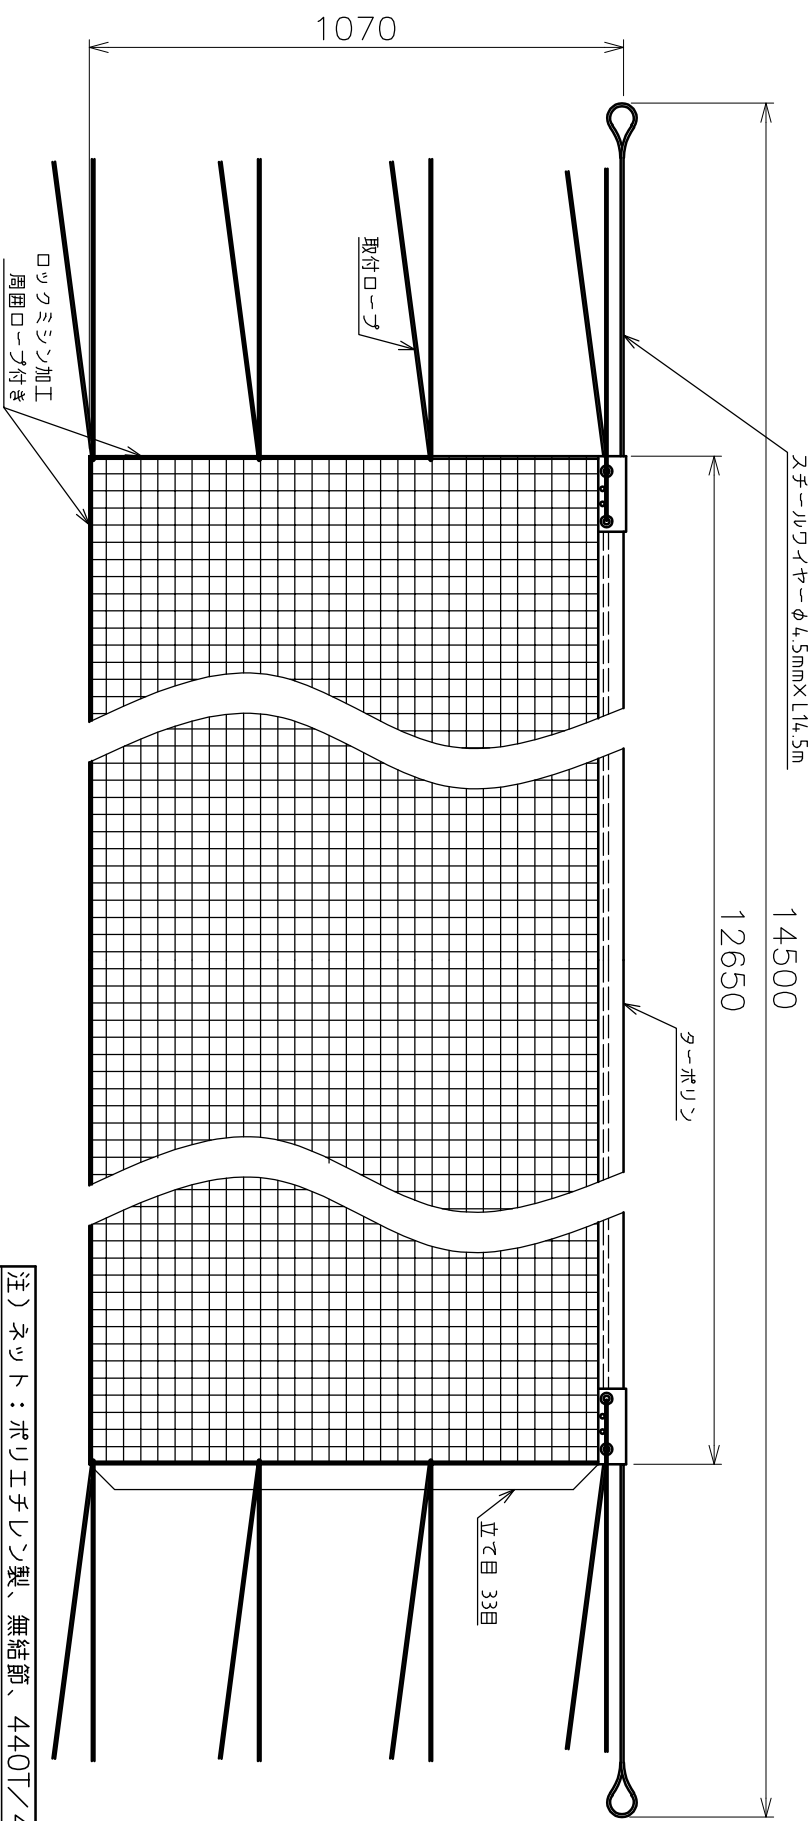 1070
スチールワイヤーφ4.5mm×L14.5m
14500
12650
ターポリン
取付ロープ
ロックミシン加工
周囲ロープ付き
立て目 33目
注）ネット：ポリエチレン製、無結節、440T／